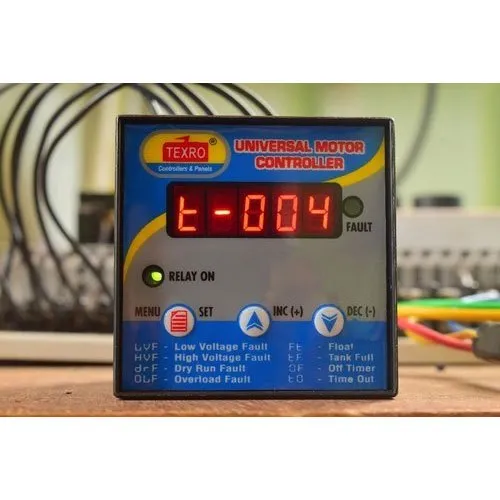 TEXRO
Controllers & Panels
UNIVERSAL MOTOR
CONTROLLER
t-004
FAULT
RELAY ON
MENU SET INC (+) DEC (-)
LVF - Low Voltage Fault Ft - Float
HVF - High Voltage Fault tF - Tank Full
drF - Dry Run Fault OF - Off Timer
OLF - Overload Fault tO - Time Out